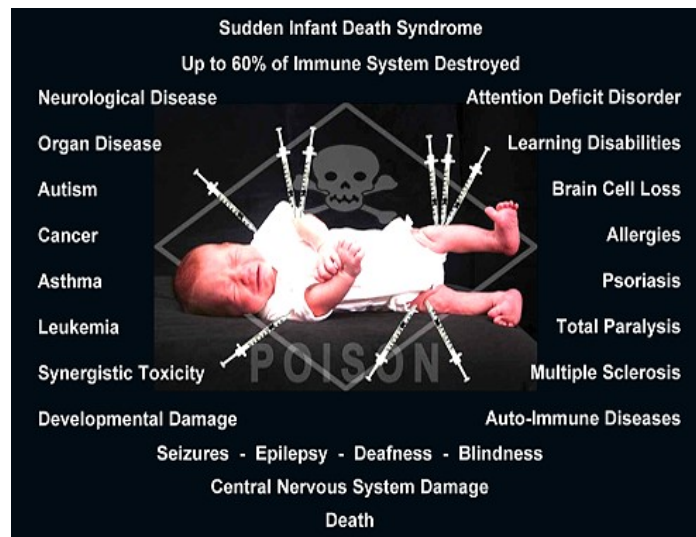 Sudden Infant Death Syndrome
Up to 60% of Immune System Destroyed
Neurological Disease
Attention Deficit Disorder
Organ Disease
Learning Disabilities
Autism
Brain Cell Loss
Cancer
Allergies
Asthma
Psoriasis
Leukemia
Total Paralysis
POISON
Synergistic Toxicity
Multiple Sclerosis
Developmental Damage
Auto-Immune Diseases
Seizures - Epilepsy - Deafness - Blindness
Central Nervous System Damage
Death